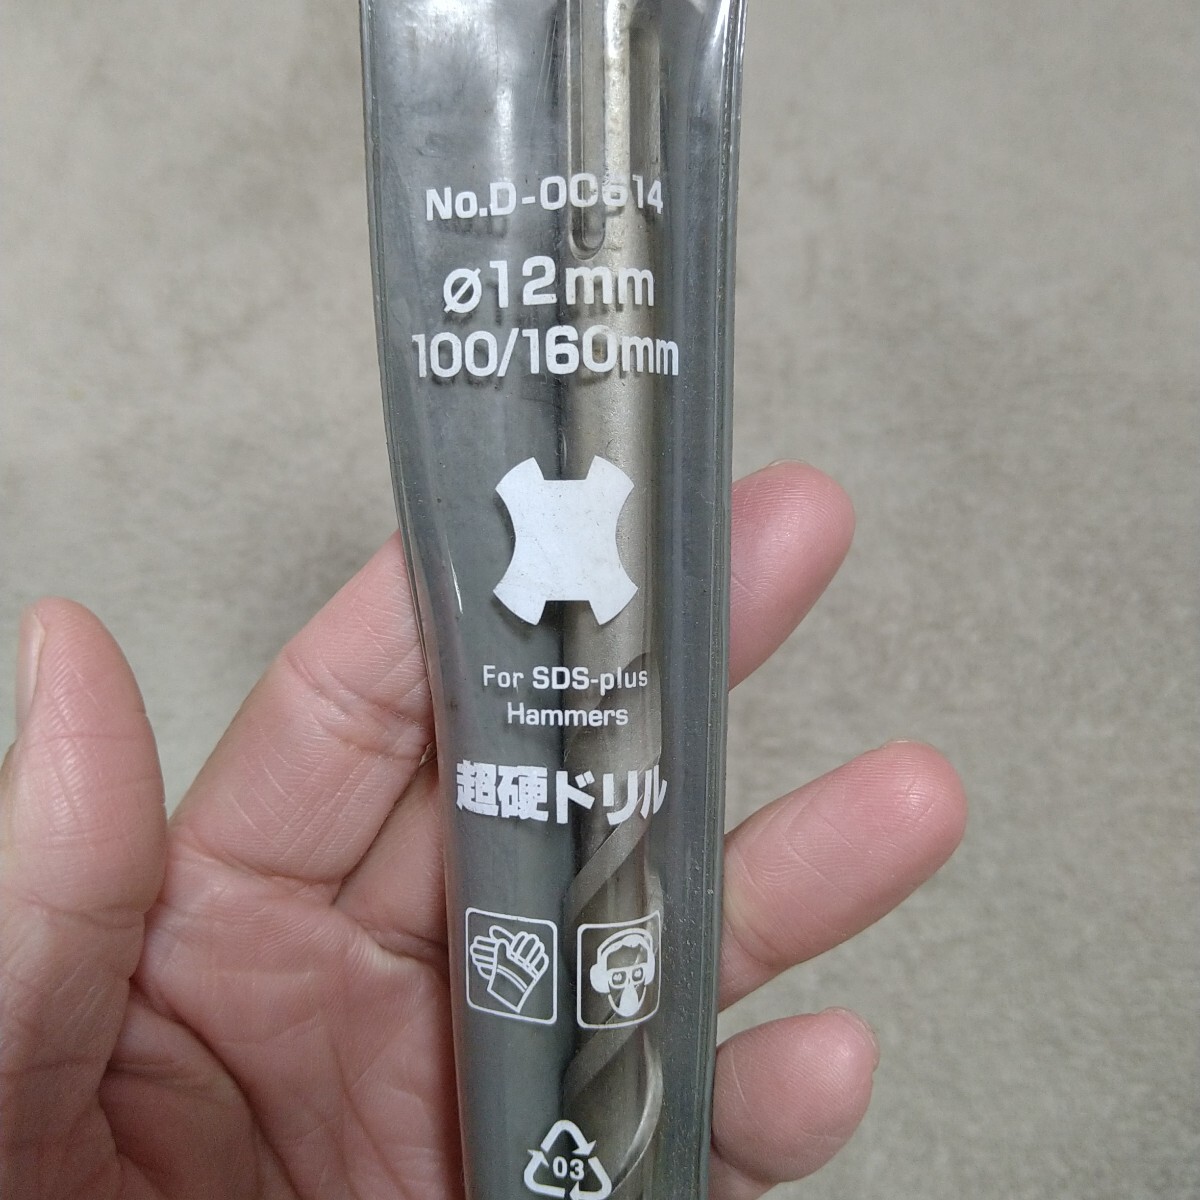 No.D-00614
ø12mm
100/160mm
For SDS-plus
Hammers
超硬ドリル
03